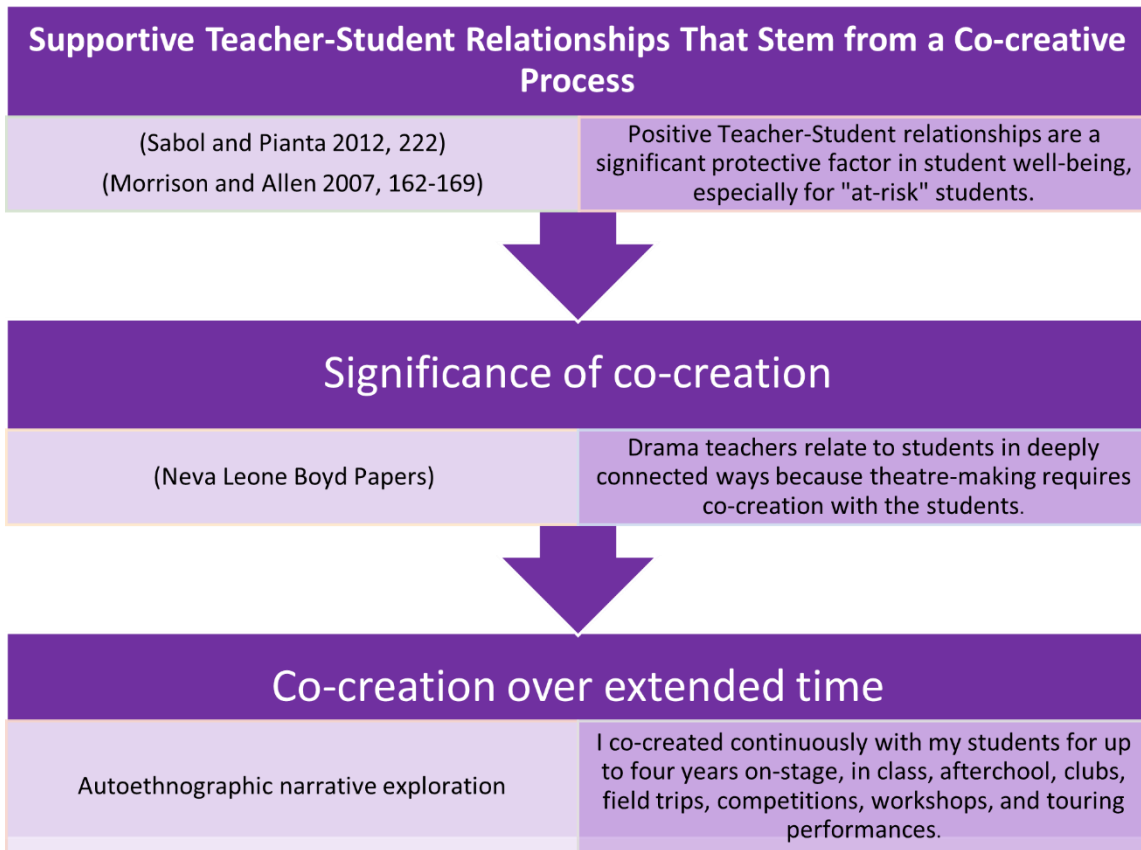 Supportive Teacher-Student Relationships That Stem from a Co-creative
Process
(Sabol and Pianta 2012, 222)
(Morrison and Allen 2007, 162-169)
Positive Teacher-Student relationships are a
significant protective factor in student well-being,
especially for "at-risk" students.
Significance of co-creation
(Neva Leone Boyd Papers)
Drama teachers relate to students in deeply
connected ways because theatre-making requires
co-creation with the students.
Co-creation over extended time
Autoethnographic narrative exploration
I co-created continuously with my students for up
to four years on-stage, in class, afterchool, clubs,
field trips, competitions, workshops, and touring
performances.